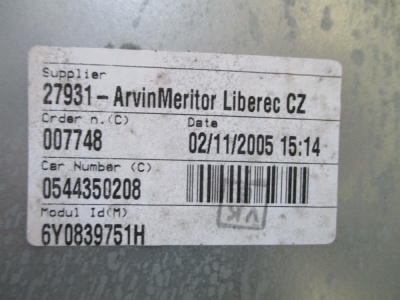 Supplier
27931-ArvinMeritor Liberec CZ
Order n.(C) Date
007748 02/11/2005 15:14
Car Number (C)
0544350208
VK
Modul Id(M)
6Y0839751H